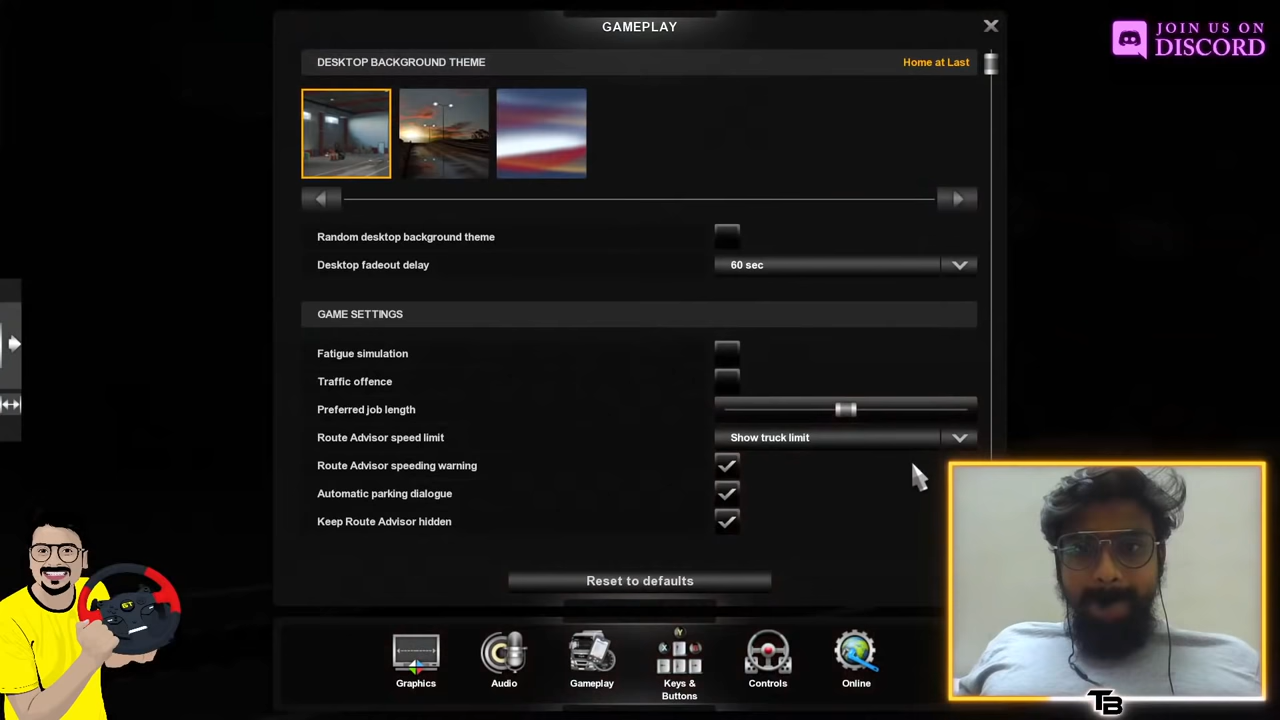 GAMEPLAY
JOIN US ON
DISCORD
DESKTOP BACKGROUND THEME Home at Last
Random desktop background theme
Desktop fadeout delay 60 sec
GAME SETTINGS
Fatigue simulation
Traffic offence
Preferred job length
Route Advisor speed limit Show truck limit
Route Advisor speeding warning
Automatic parking dialogue
Keep Route Advisor hidden
Reset to defaults
Graphics
Audio
Gameplay
Keys &
Buttons
Controls
Online
GT
TB